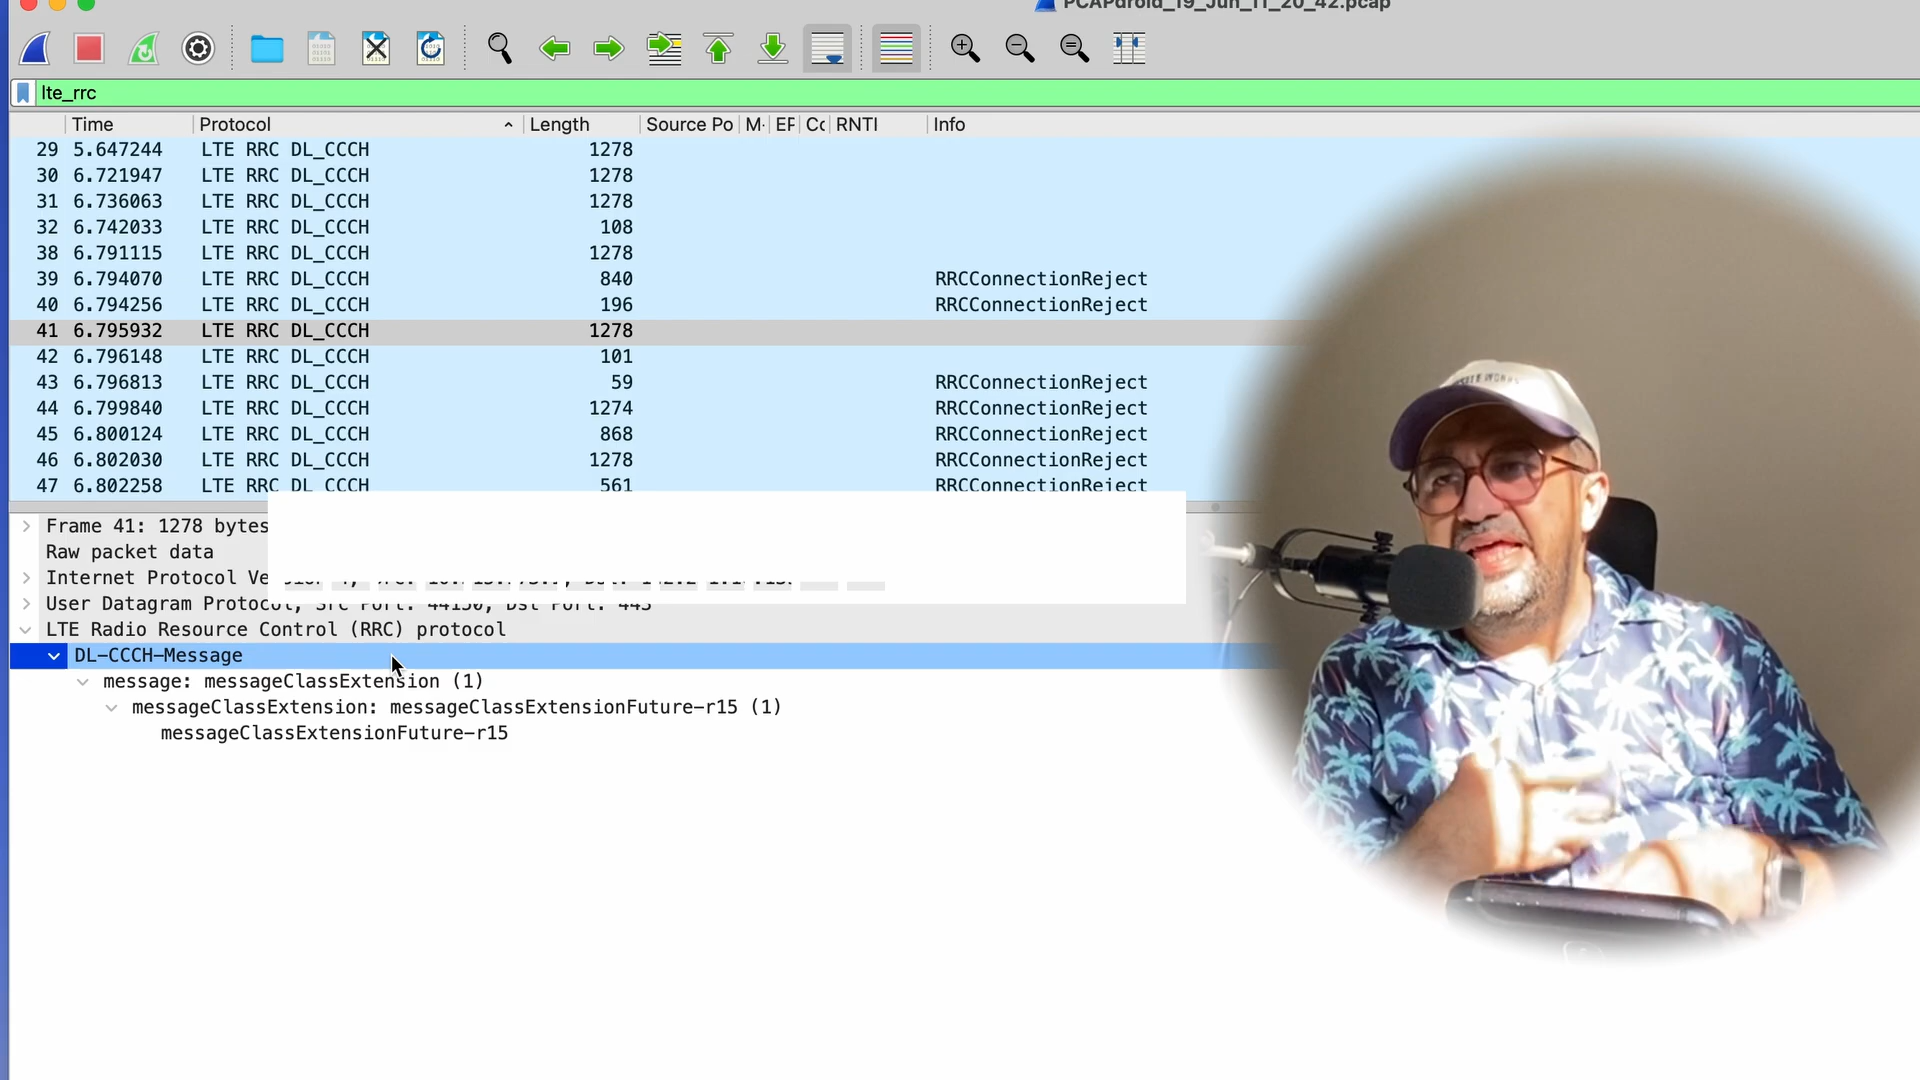 PCAPdroid_19_Jun_11_20_42.pcap
lte_rrc
Time Protocol Length Source Po M· EF Cc RNTI Info
29 5.647244 LTE RRC DL_CCCH 1278
30 6.721947 LTE RRC DL_CCCH 1278
31 6.736063 LTE RRC DL_CCCH 1278
32 6.742033 LTE RRC DL_CCCH 108
38 6.791115 LTE RRC DL_CCCH 1278
39 6.794070 LTE RRC DL_CCCH 840 RRCConnectionReject
40 6.794256 LTE RRC DL_CCCH 196 RRCConnectionReject
41 6.795932 LTE RRC DL_CCCH 1278
42 6.796148 LTE RRC DL_CCCH 101
43 6.796813 LTE RRC DL_CCCH 59 RRCConnectionReject
44 6.799840 LTE RRC DL_CCCH 1274 RRCConnectionReject
45 6.800124 LTE RRC DL_CCCH 868 RRCConnectionReject
46 6.802030 LTE RRC DL_CCCH 1278 RRCConnectionReject
47 6.802258 LTE RRC DL_CCCH 561 RRCConnectionReject
Frame 41: 1278 bytes
Raw packet data
Internet Protocol
User Datagram Protocol, Src Port: 44150, Dst Port: 443
LTE Radio Resource Control (RRC) protocol
DL-CCCH-Message
message: messageClassExtension (1)
messageClassExtension: messageClassExtensionFuture-r15 (1)
messageClassExtensionFuture-r15